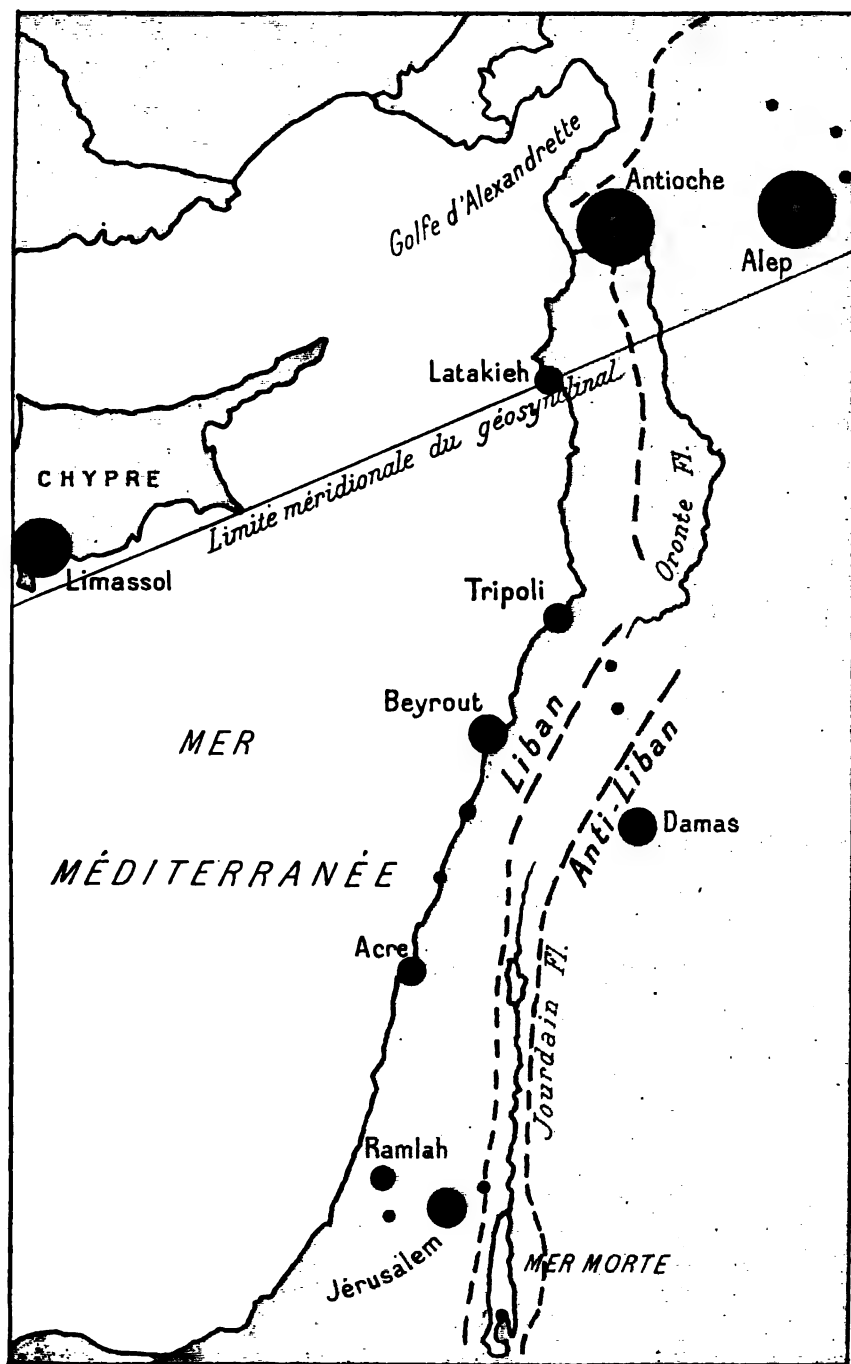 Golfe d'Alexandrette
Antioche
Alep
Latakieh
Limite méridionale du géosynclinal
CHYPRE
Limassol
Oronte Fl.
Tripoli
Beyrout
MER
MÉDITERRANÉE
Liban
Anti-Liban
Damas
Acre
Jourdain Fl.
Ramlah
Jérusalem
MER MORTE